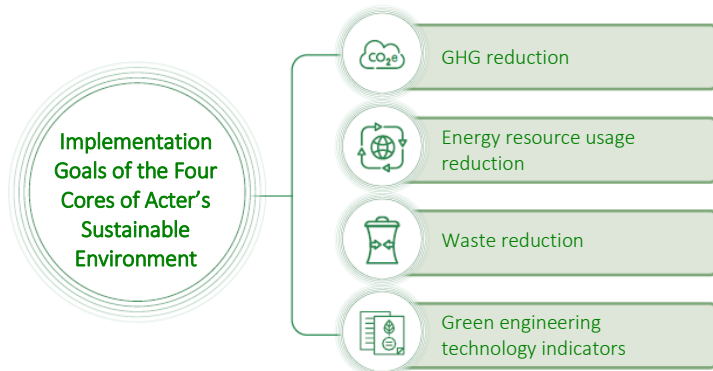 Implementation
Goals of the Four
Cores of Acter's
Sustainable
Environment
CO2e
GHG reduction
Energy resource usage
reduction
Waste reduction
Green engineering
technology indicators